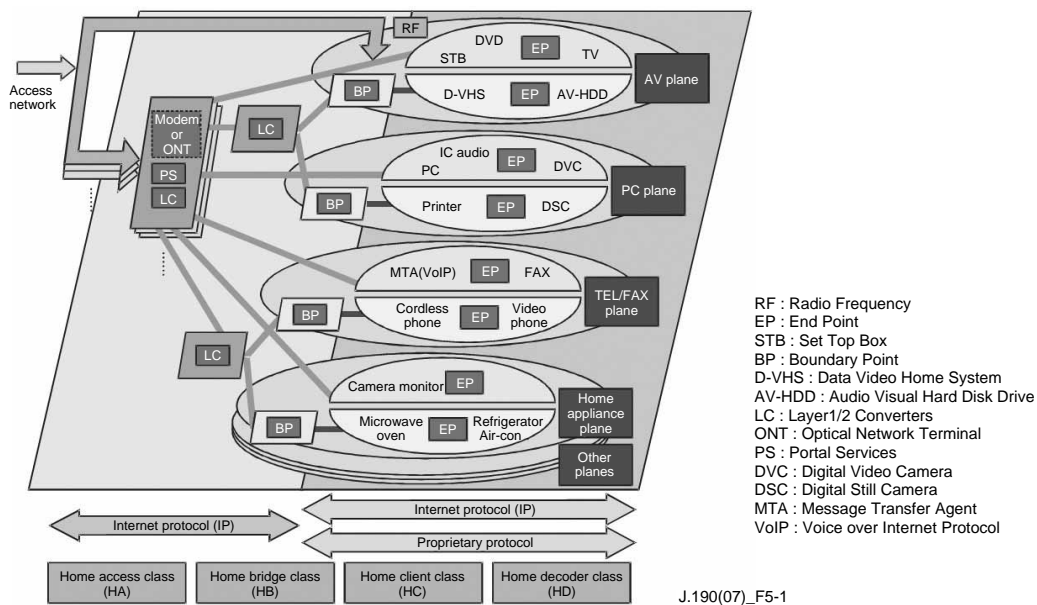 RF
DVD
EP
STB
TV
AV plane
D-VHS
EP
AV-HDD
BP
Access
network
Modem
or
ONT
PS
LC
LC
IC audio
EP
PC
DVC
PC plane
Printer
EP
DSC
BP
MTA(VoIP)
EP
FAX
TEL/FAX
plane
Cordless
phone
EP
Video
phone
BP
LC
Camera monitor
EP
Home
appliance
plane
Microwave
oven
EP
Refrigerator
Air-con
BP
Other
planes
Internet protocol (IP)
Internet protocol (IP)
Proprietary protocol
Home access class
(HA)
Home bridge class
(HB)
Home client class
(HC)
Home decoder class
(HD)
J.190(07)_F5-1
RF : Radio Frequency
EP : End Point
STB : Set Top Box
BP : Boundary Point
D-VHS : Data Video Home System
AV-HDD : Audio Visual Hard Disk Drive
LC : Layer1/2 Converters
ONT : Optical Network Terminal
PS : Portal Services
DVC : Digital Video Camera
DSC : Digital Still Camera
MTA : Message Transfer Agent
VoIP : Voice over Internet Protocol